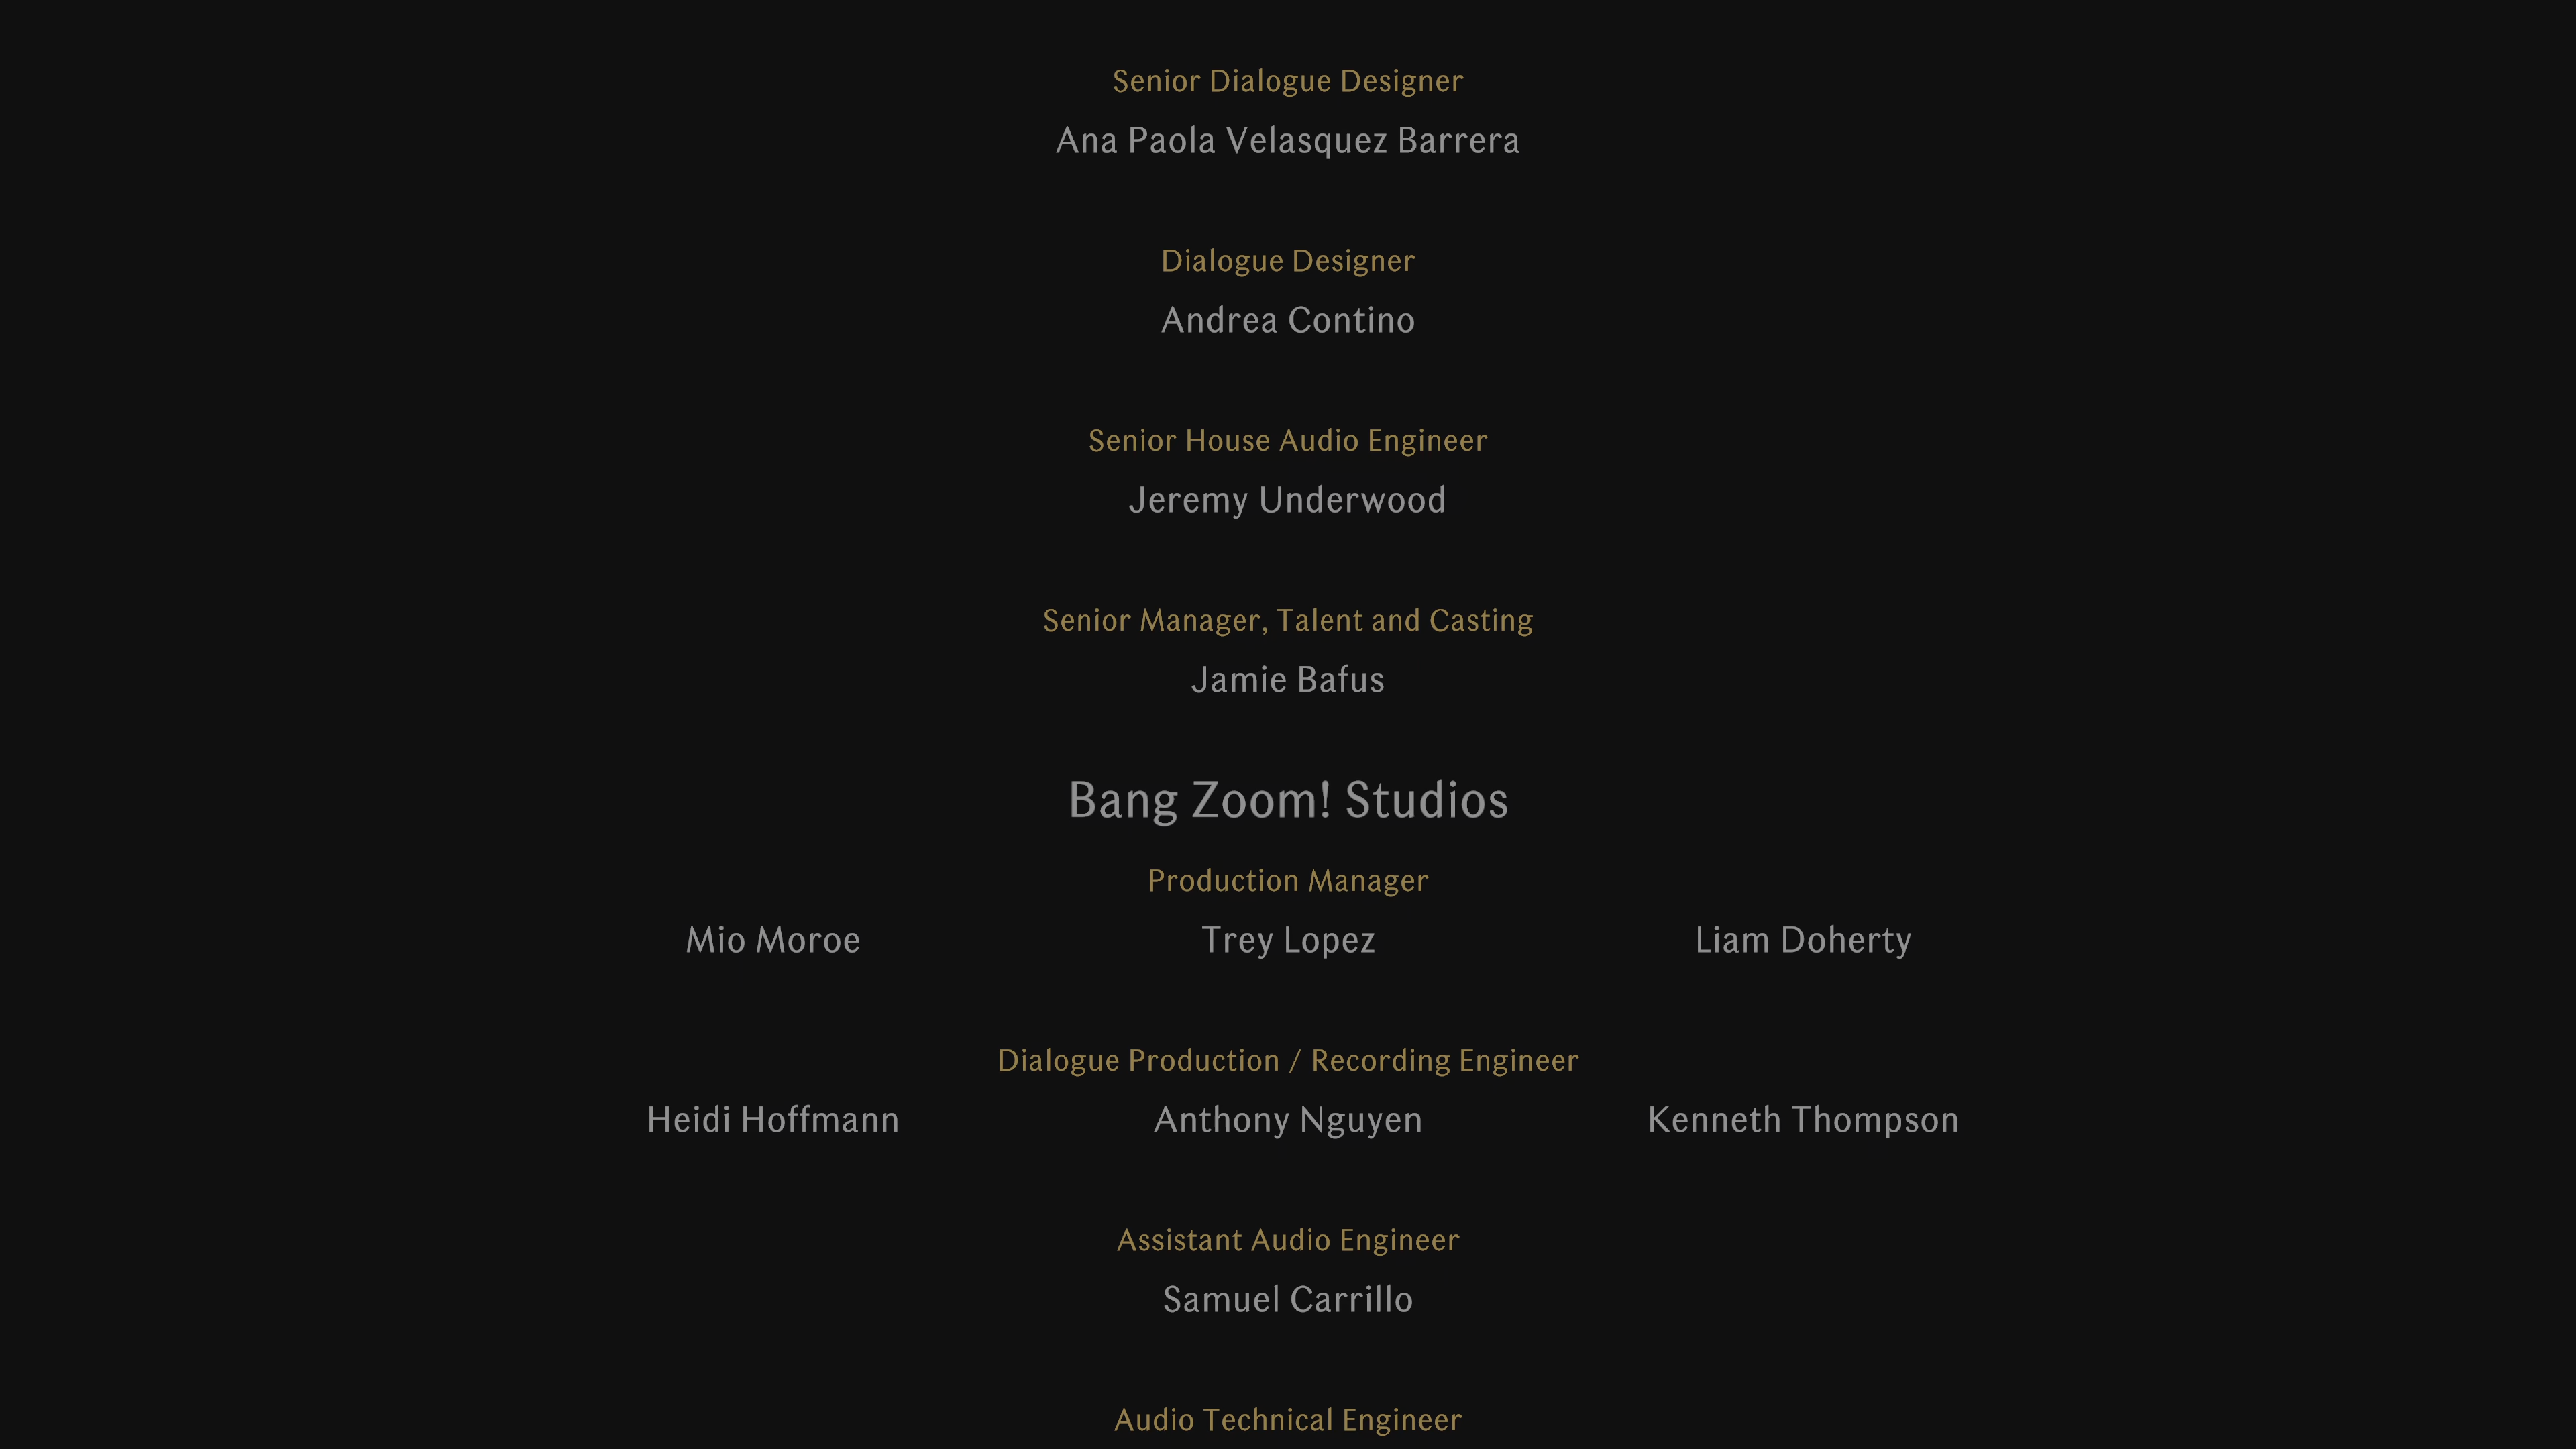 Senior Dialogue Designer
Ana Paola Velasquez Barrera
Dialogue Designer
Andrea Contino
Senior House Audio Engineer
Jeremy Underwood
Senior Manager, Talent and Casting
Jamie Bafus
Bang Zoom! Studios
Production Manager
Mio Moroe Trey Lopez Liam Doherty
Dialogue Production / Recording Engineer
Heidi Hoffmann Anthony Nguyen Kenneth Thompson
Assistant Audio Engineer
Samuel Carrillo
Audio Technical Engineer